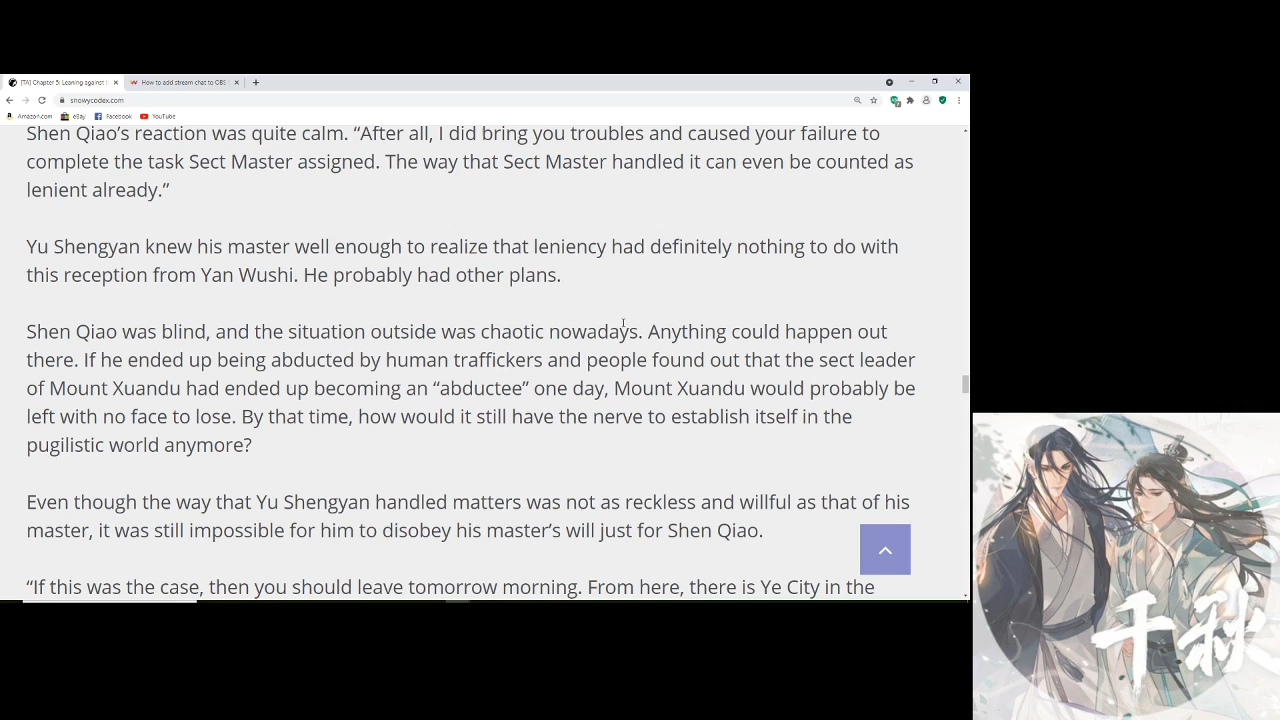 [TA] Chapter 5: Leaning against t
How to add stream chat to OBS
snowycodex.com
Amazon.com
eBay
Facebook
YouTube
Shen Qiao’s reaction was quite calm. “After all, I did bring you troubles and caused your failure to
complete the task Sect Master assigned. The way that Sect Master handled it can even be counted as
lenient already.”
Yu Shengyan knew his master well enough to realize that leniency had definitely nothing to do with
this reception from Yan Wushi. He probably had other plans.
Shen Qiao was blind, and the situation outside was chaotic nowadays. Anything could happen out
there. If he ended up being abducted by human traffickers and people found out that the sect leader
of Mount Xuandu had ended up becoming an “abductee” one day, Mount Xuandu would probably be
left with no face to lose. By that time, how would it still have the nerve to establish itself in the
pugilistic world anymore?
Even though the way that Yu Shengyan handled matters was not as reckless and willful as that of his
master, it was still impossible for him to disobey his master’s will just for Shen Qiao.
“If this was the case, then you should leave tomorrow morning. From here, there is Ye City in the
千秋